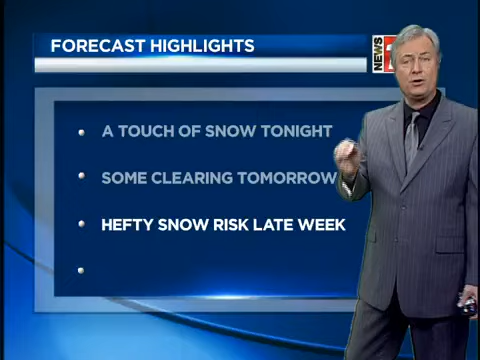 FORECAST HIGHLIGHTS
NEWS
A TOUCH OF SNOW TONIGHT
SOME CLEARING TOMORROW
HEFTY SNOW RISK LATE WEEK